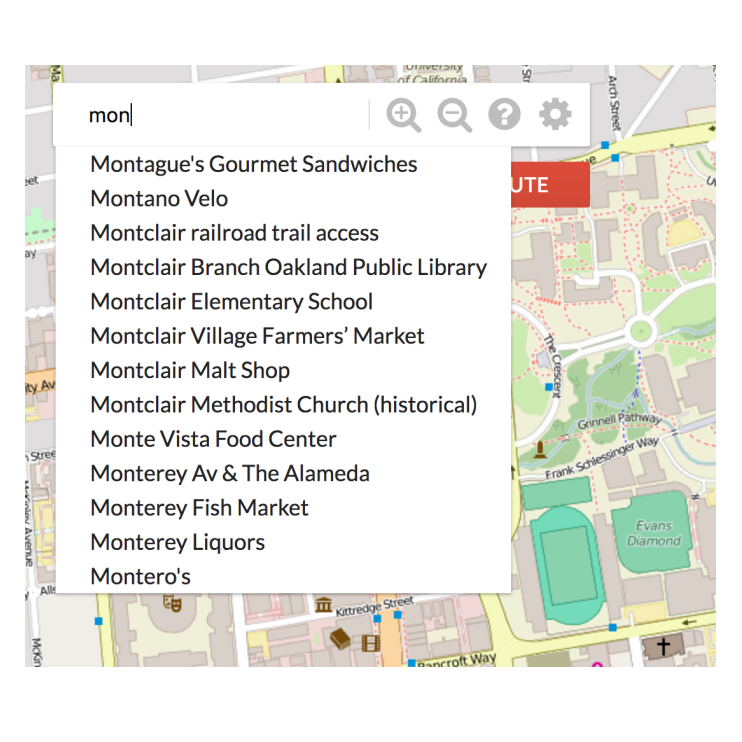 University
of California
mon
Arch Street
Montague's Gourmet Sandwiches
UTE
Montano Velo
Montclair railroad trail access
Montclair Branch Oakland Public Library
Montclair Elementary School
Montclair Village Farmers’ Market
The Crescent
Montclair Malt Shop
ity Av
Montclair Methodist Church (historical)
Grinnell Pathway
Monte Vista Food Center
Frank Schlessinger Way
Monterey Av & The Alameda
McKinley Avenue
Monterey Fish Market
Evans
Diamond
Monterey Liquors
Montero's
Kittredge Street
Bancroft Way
McKin